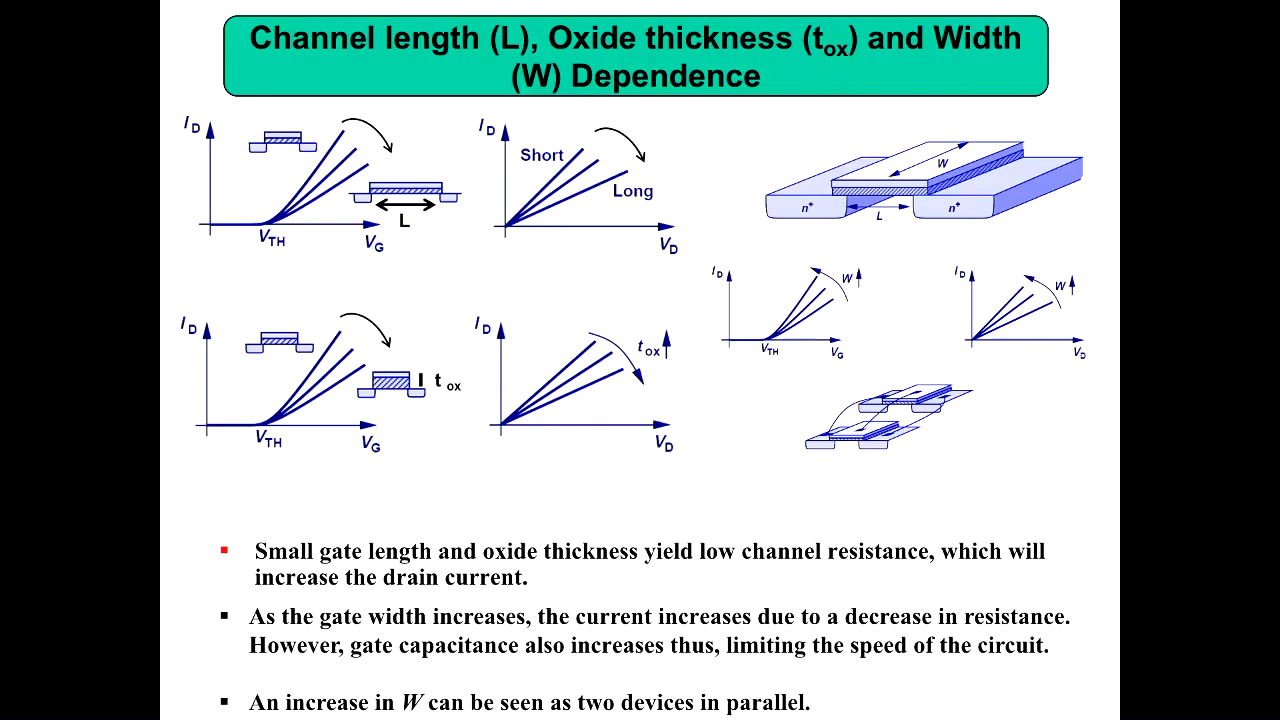 Channel length (L), Oxide thickness (tox) and Width
(W) Dependence
ID
L
VTH
VG
ID
Short
Long
VD
W
n+
L
n+
ID
W
VTH
VG
ID
W
VD
ID
tox
VTH
VG
ID
tox
VD
Small gate length and oxide thickness yield low channel resistance, which will
increase the drain current.
As the gate width increases, the current increases due to a decrease in resistance.
However, gate capacitance also increases thus, limiting the speed of the circuit.
An increase in W can be seen as two devices in parallel.